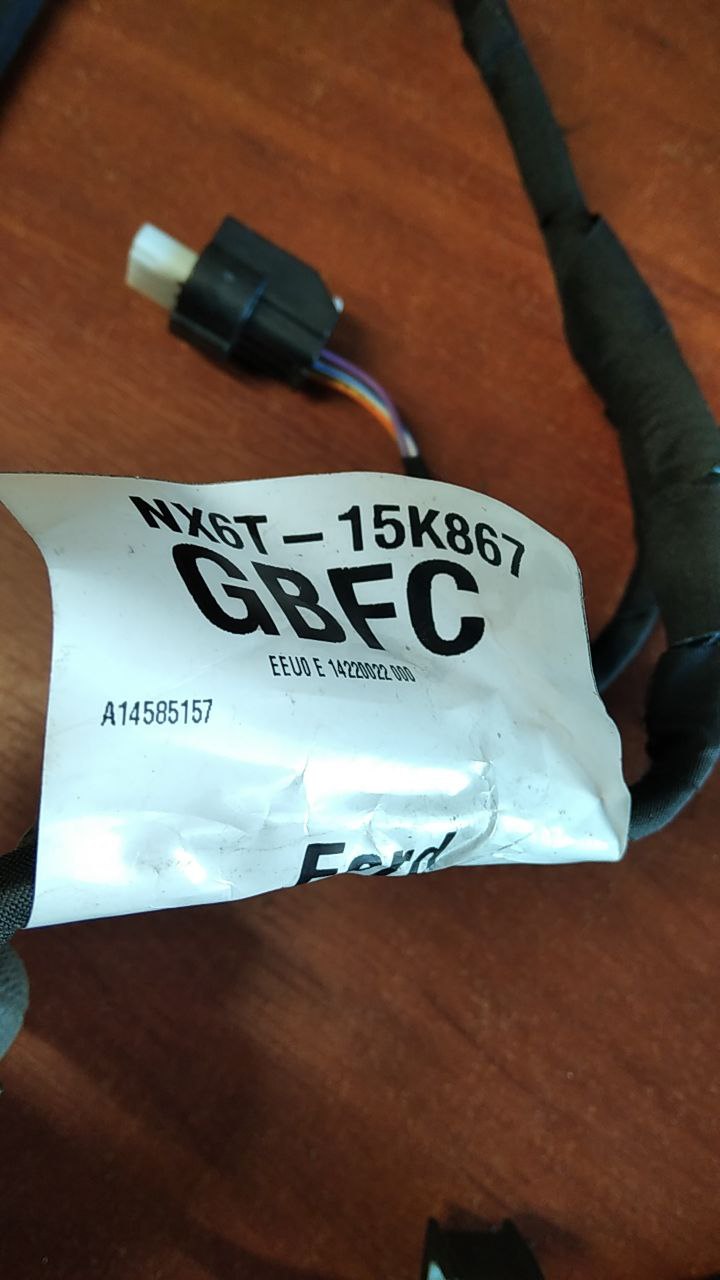 NX6T-15K867
GBFC
EEU0 E 14220022 000
A14585157
Ford